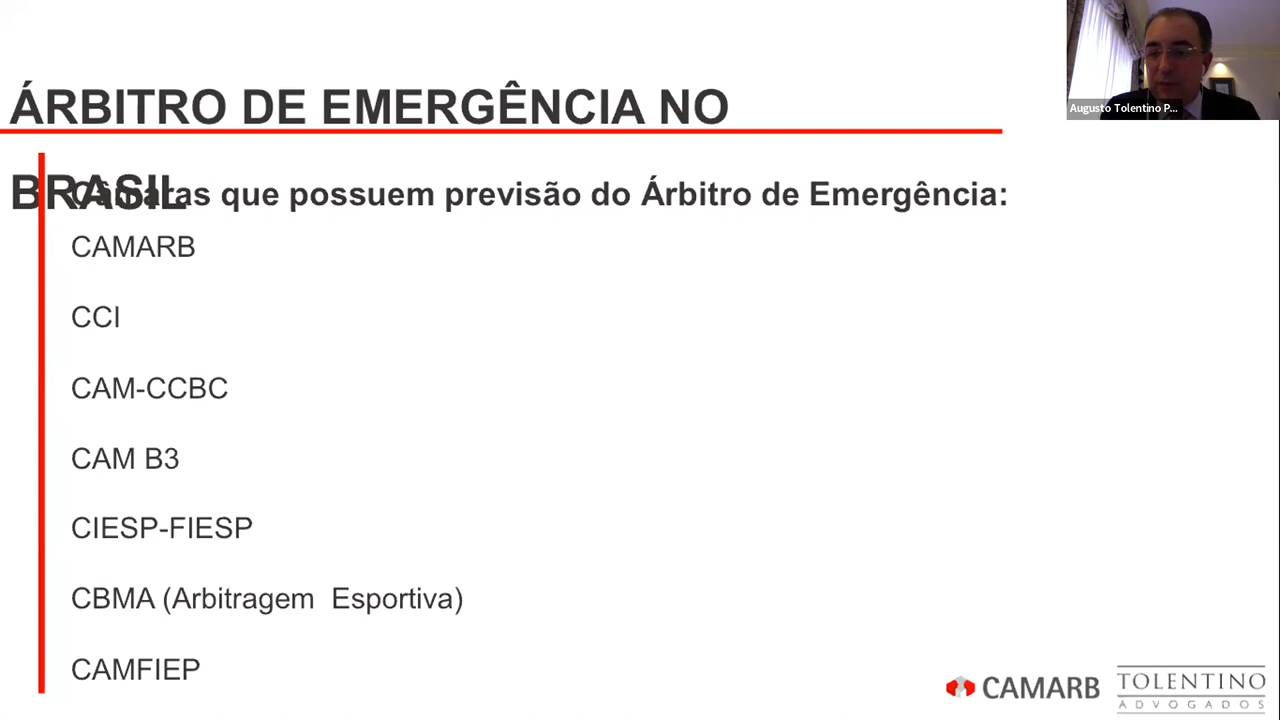 ÁRBITRO DE EMERGÊNCIA NO
BRASIL
Câmaras que possuem previsão do Árbitro de Emergência:
CAMARB
CCI
CAM-CCBC
CAM B3
CIESP-FIESP
CBMA (Arbitragem  Esportiva)
CAMFIEP
Augusto Tolentino P...
CAMARB
TOLENTINO
ADVOGADOS